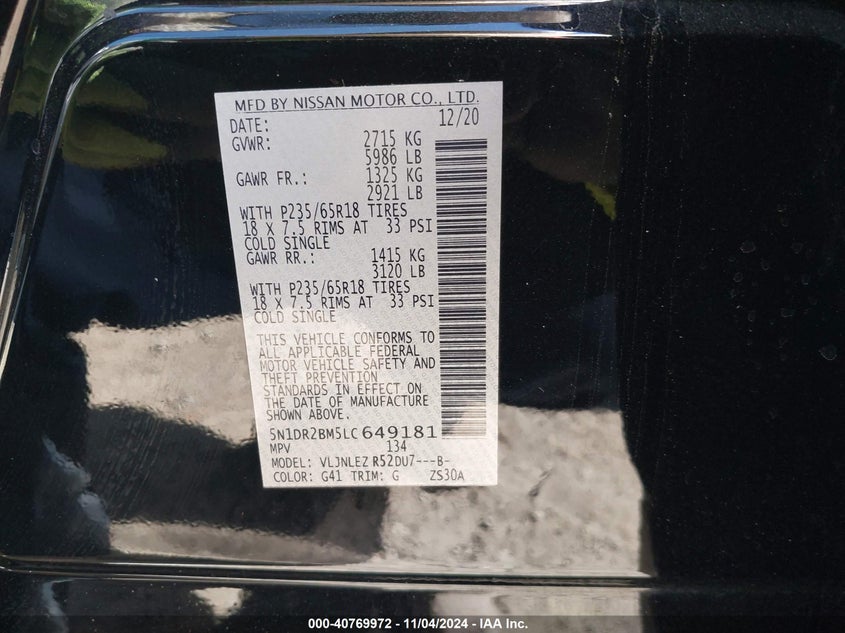 MFD BY NISSAN MOTOR CO., LTD.
DATE: 12/20
GVWR: 2715 KG
5986 LB
GAWR FR.: 1325 KG
2921 LB
WITH P235/65R18 TIRES
18 X 7.5 RIMS AT 33 PSI
COLD SINGLE
GAWR RR.: 1415 KG
3120 LB
WITH P235/65R18 TIRES
18 X 7.5 RIMS AT 33 PSI
COLD SINGLE
THIS VEHICLE CONFORMS TO
ALL APPLICABLE FEDERAL
MOTOR VEHICLE SAFETY AND
THEFT PREVENTION
STANDARDS IN EFFECT ON
THE DATE OF MANUFACTURE
SHOWN ABOVE.
5N1DR2BM5LC649181
MPV 134
MODEL: VLJNLEZ R52DU7---B-
COLOR: G41 TRIM: G ZS30A
000-40769972 - 11/04/2024 - IAA Inc.